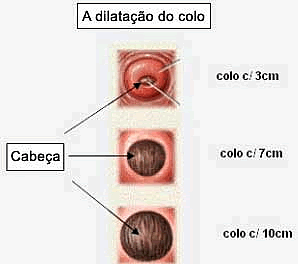 A dilatação do colo
colo c/ 3cm
Cabeça
colo c/ 7cm
colo c/ 10cm